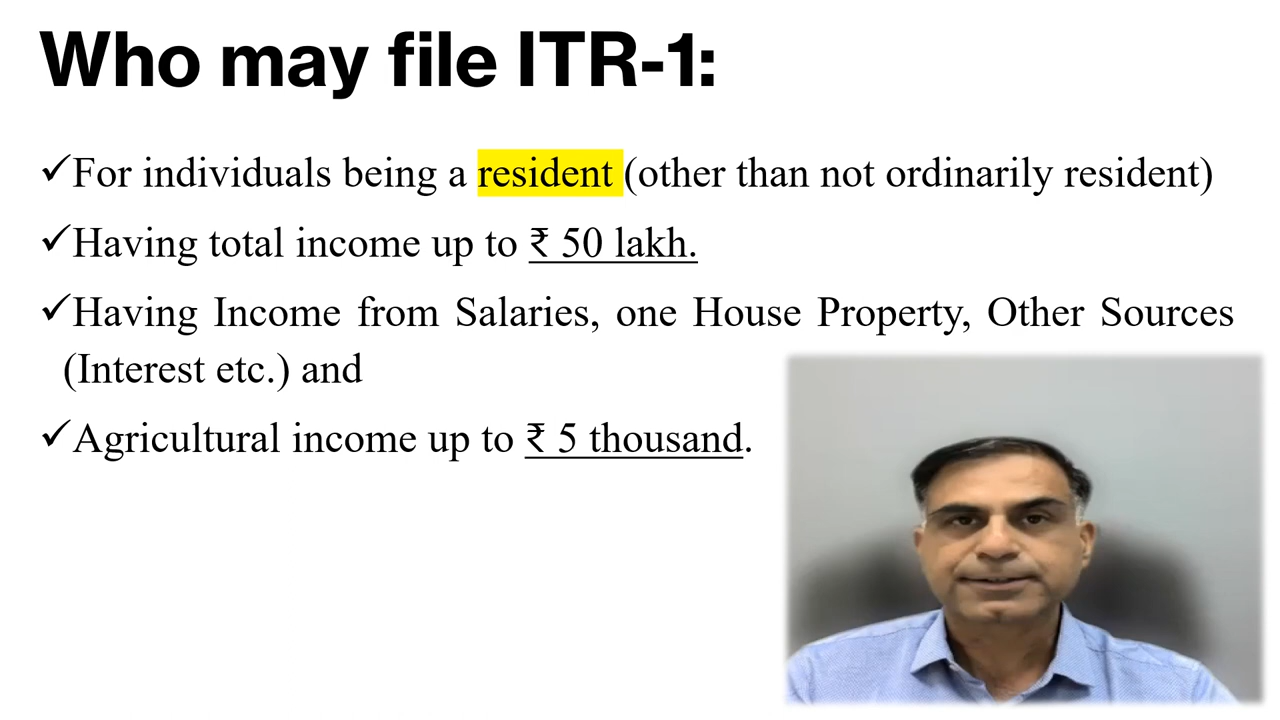 Who may file ITR-1:
✓For individuals being a resident (other than not ordinarily resident)
✓Having total income up to ₹ 50 lakh.
✓Having Income from Salaries, one House Property, Other Sources
(Interest etc.) and
✓Agricultural income up to ₹ 5 thousand.